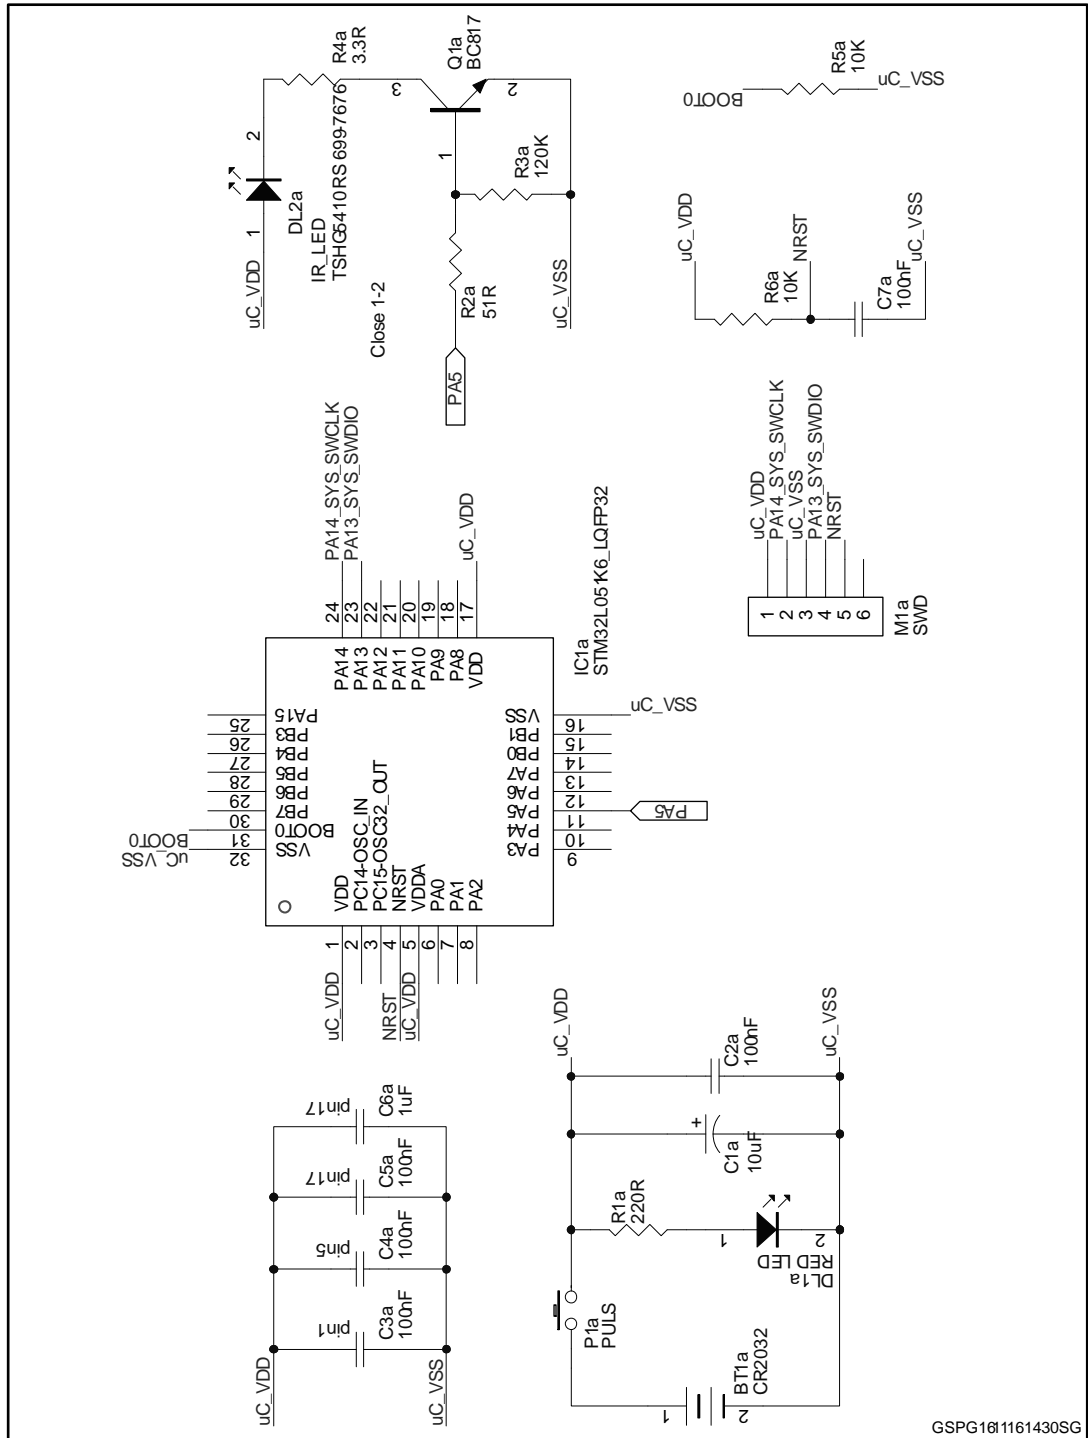 R4a
3.3R
Q1a
BC817
3
2
1
2
1
DL2a
IR_LED
TSHG5410 RS 699-7676
uC_VDD
R3a
120K
R2a
51R
uC_VSS
Close 1-2
PA5
R5a
10K
BOOT0
uC_VSS
uC_VDD
NRST
uC_VSS
R6a
10K
C7a
100nF
uC_VDD
PA14_SYS_SWCLK
uC_VSS
PA13_SYS_SWDIO
NRST
1
2
3
4
5
6
M1a
SWD
PA14_SYS_SWCLK
PA13_SYS_SWDIO
uC_VDD
24
23
22
21
20
19
18
17
PA14
PA13
PA12
PA11
PA10
PA9
PA8
VDD
IC1a
STM32L051K6_LQFP32
25
26
27
28
29
30
31
32
PA15
PB3
PB4
PB5
PB6
PB7
BOOT0
VSS
BOOT0
uC_VSS
VSS
PB1
PB0
PA7
PA6
PA5
PA4
PA3
16
15
14
13
12
11
10
9
uC_VSS
PA5
VDD
PC14-OSC_IN
PC15-OSC32_OUT
NRST
VDDA
PA0
PA1
PA2
1
2
3
4
5
6
7
8
uC_VDD
NRST
uC_VDD
pin17
C6a
1uF
pin17
C5a
100nF
pin5
C4a
100nF
pin1
C3a
100nF
uC_VDD
uC_VSS
uC_VDD
uC_VSS
C2a
100nF
+
C1a
10uF
R1a
220R
1
2
DL1a
RED LED
P1a
PULS
1
2
BT1a
CR2032
GSPG1611161430SG